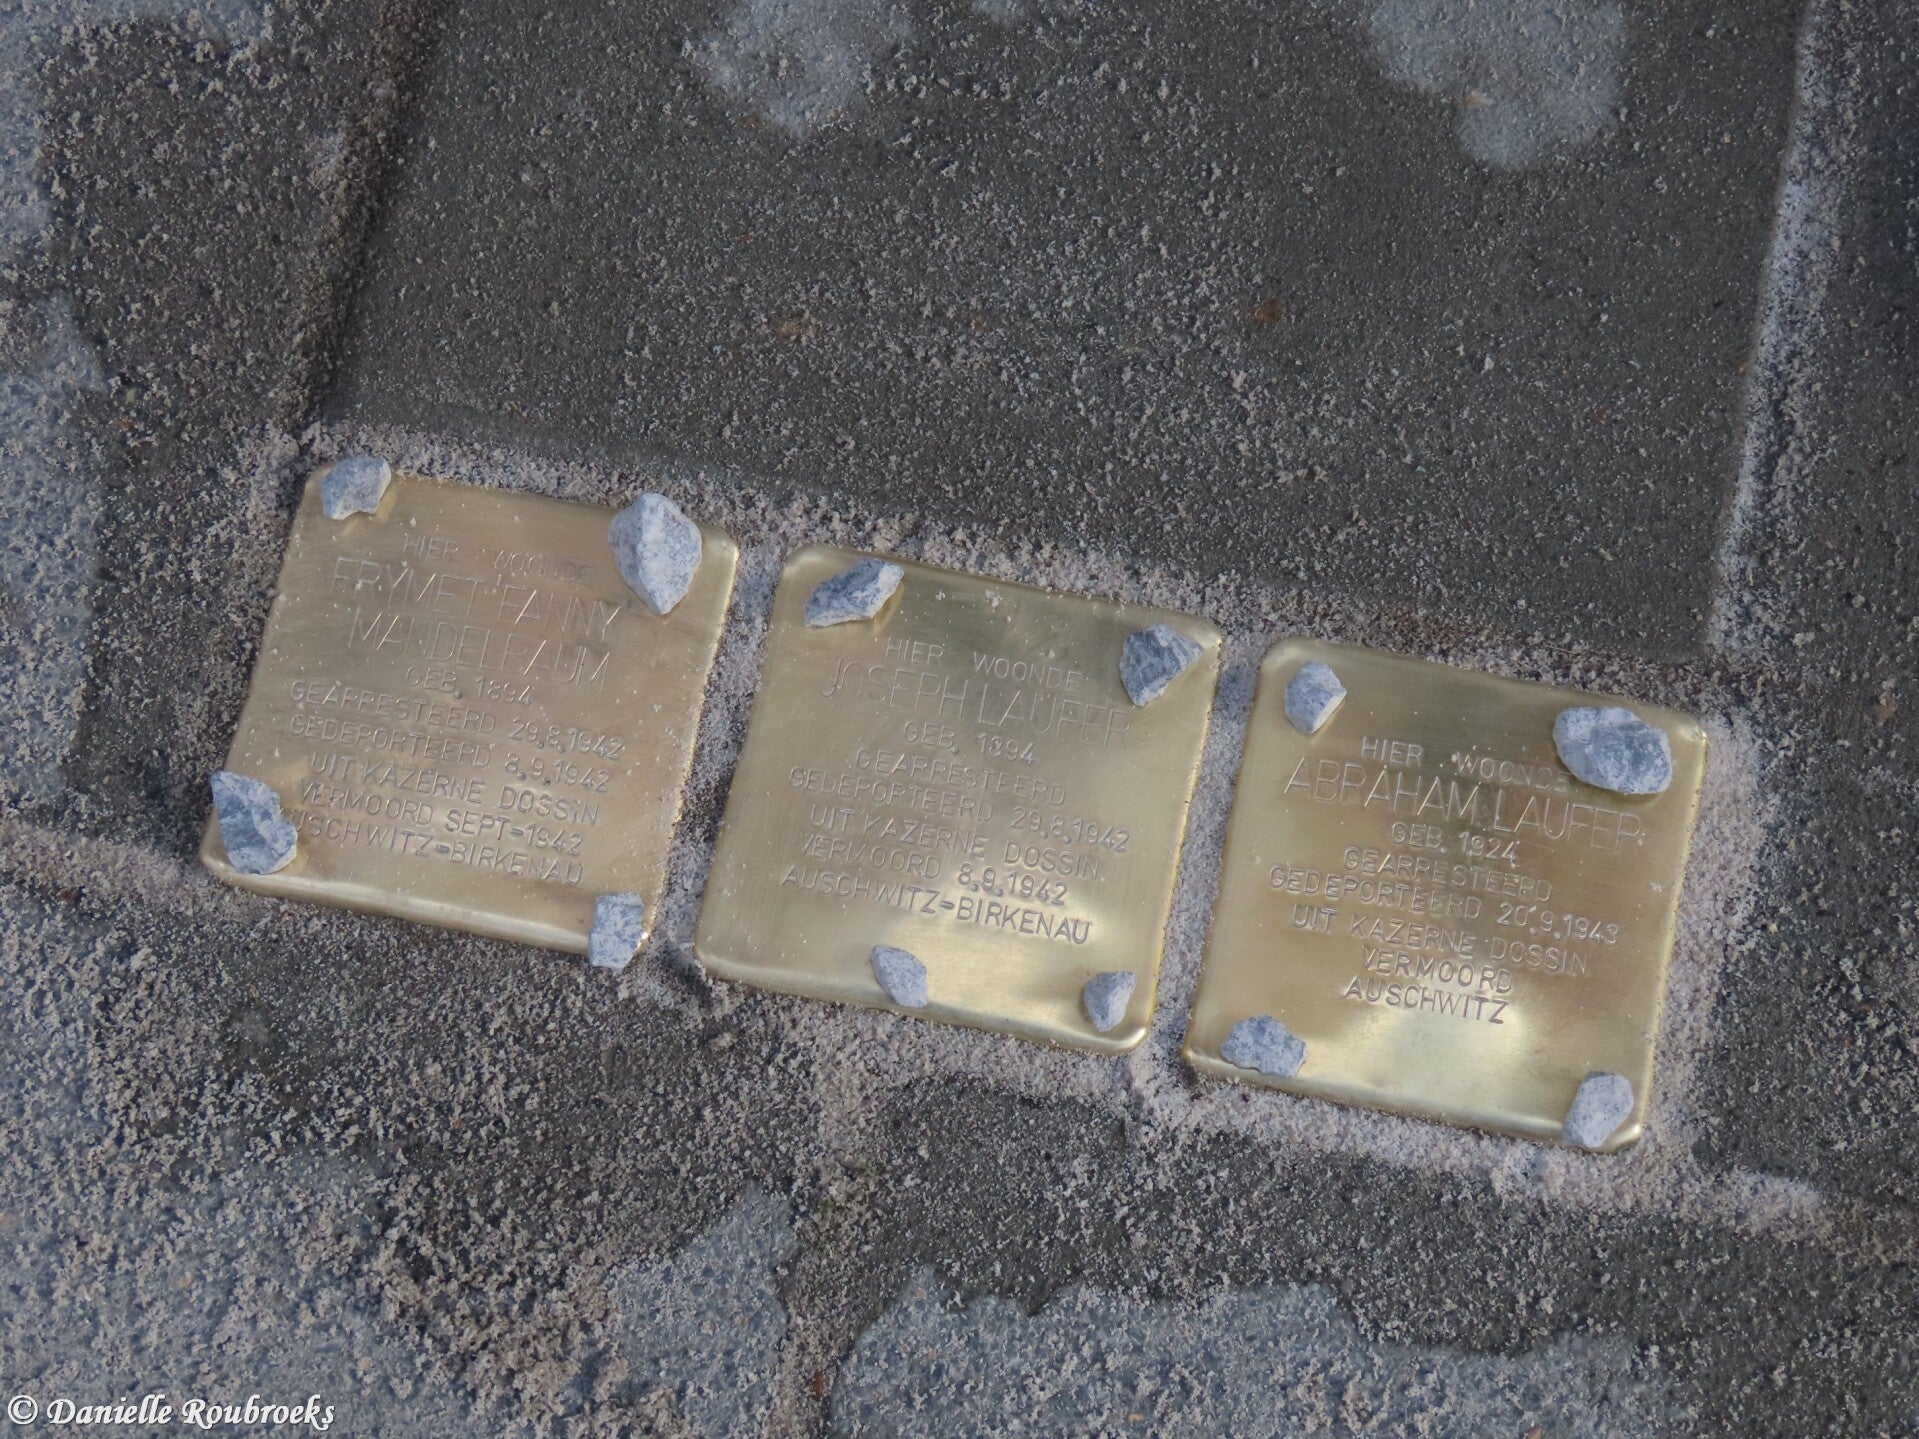 HIER WOONDE
FRYMET 'FANNY'
MANDELBAUM
GEB. 1894
GEARRESTEERD 29.8.1942
GEDEPORTEERD 8.9.1942
UIT KAZERNE DOSSIN
VERMOORD SEPT-1942
AUSCHWITZ-BIRKENAU
HIER WOONDE
JOSEPH LAUFER
GEB. 1894
GEARRESTEERD
GEDEPORTEERD 29.8.1942
UIT KAZERNE DOSSIN
VERMOORD 8.9.1942
AUSCHWITZ-BIRKENAU
HIER WOONDE
ABRAHAM LAUFER
GEB. 1924
GEARRESTEERD
GEDEPORTEERD 20.9.1943
UIT KAZERNE DOSSIN
VERMOORD
AUSCHWITZ
© Danielle Roubroeks